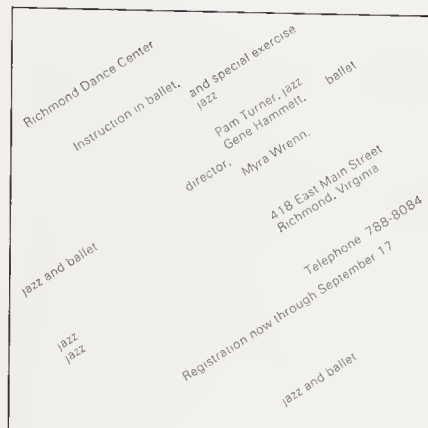 Richmond Dance Center
Instruction in ballet, and special exercise
jazz
Pam Turner, jazz
Gene Hammett, ballet
director, Myra Wrenn,
418 East Main Street
Richmond, Virginia
jazz and ballet
Telephone 788-8084
jazz
jazz
Registration now through September 17
jazz and ballet